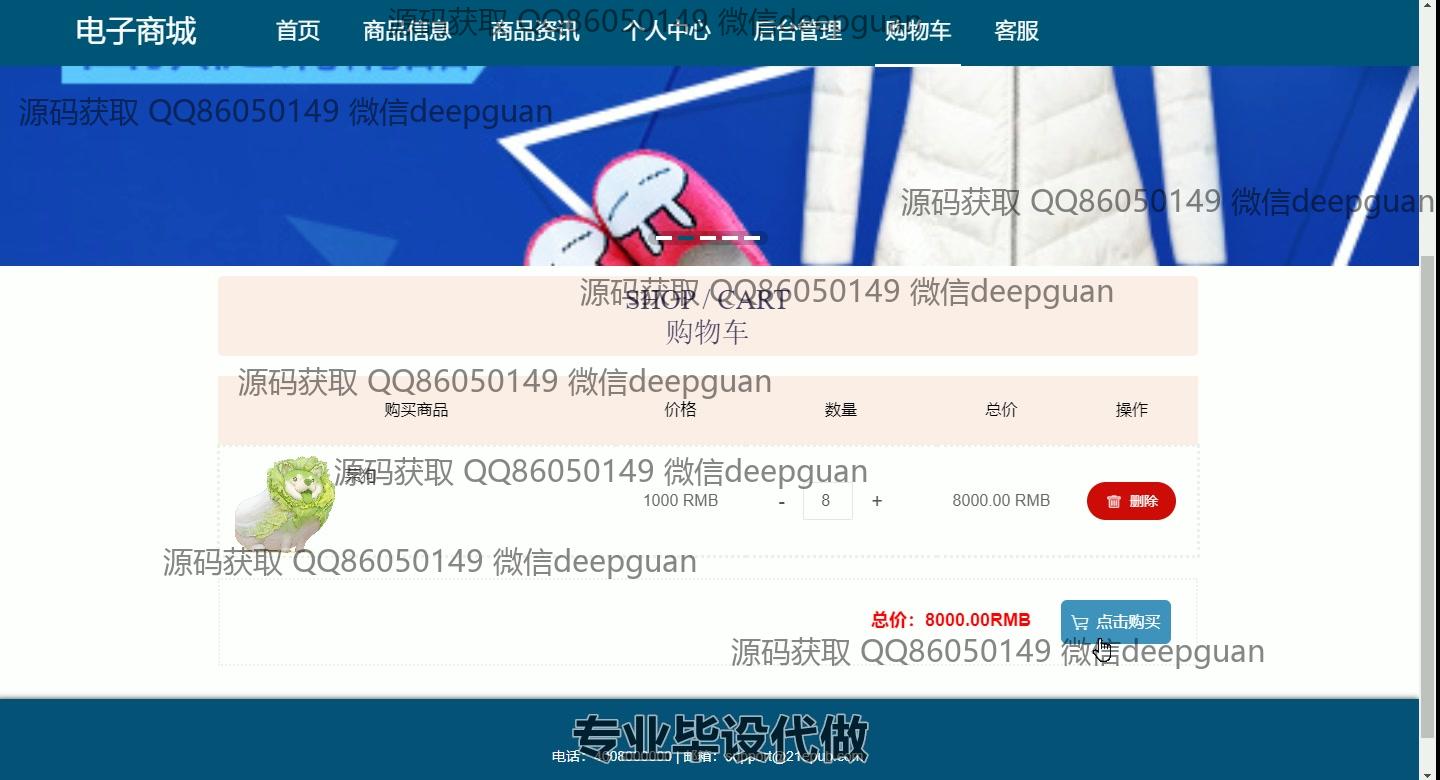 电子商城 首页 商品信息 商品资讯 个人中心 后台管理 购物车 客服
源码获取 QQ86050149 微信deepguan
源码获取 QQ86050149 微信deepguan
源码获取 QQ86050149 微信deepguan
源码获取 QQ86050149 微信deepguan
SHOP / CART
购物车
源码获取 QQ86050149 微信deepguan
购买商品 价格 数量 总价 操作
源码获取 QQ86050149 微信deepguan
1000 RMB - 8 + 8000.00 RMB 删除
源码获取 QQ86050149 微信deepguan
总价：8000.00RMB 点击购买
源码获取 QQ86050149 微信deepguan
专业毕设代做
电话：4008000000 | 邮箱：support@21epub.com